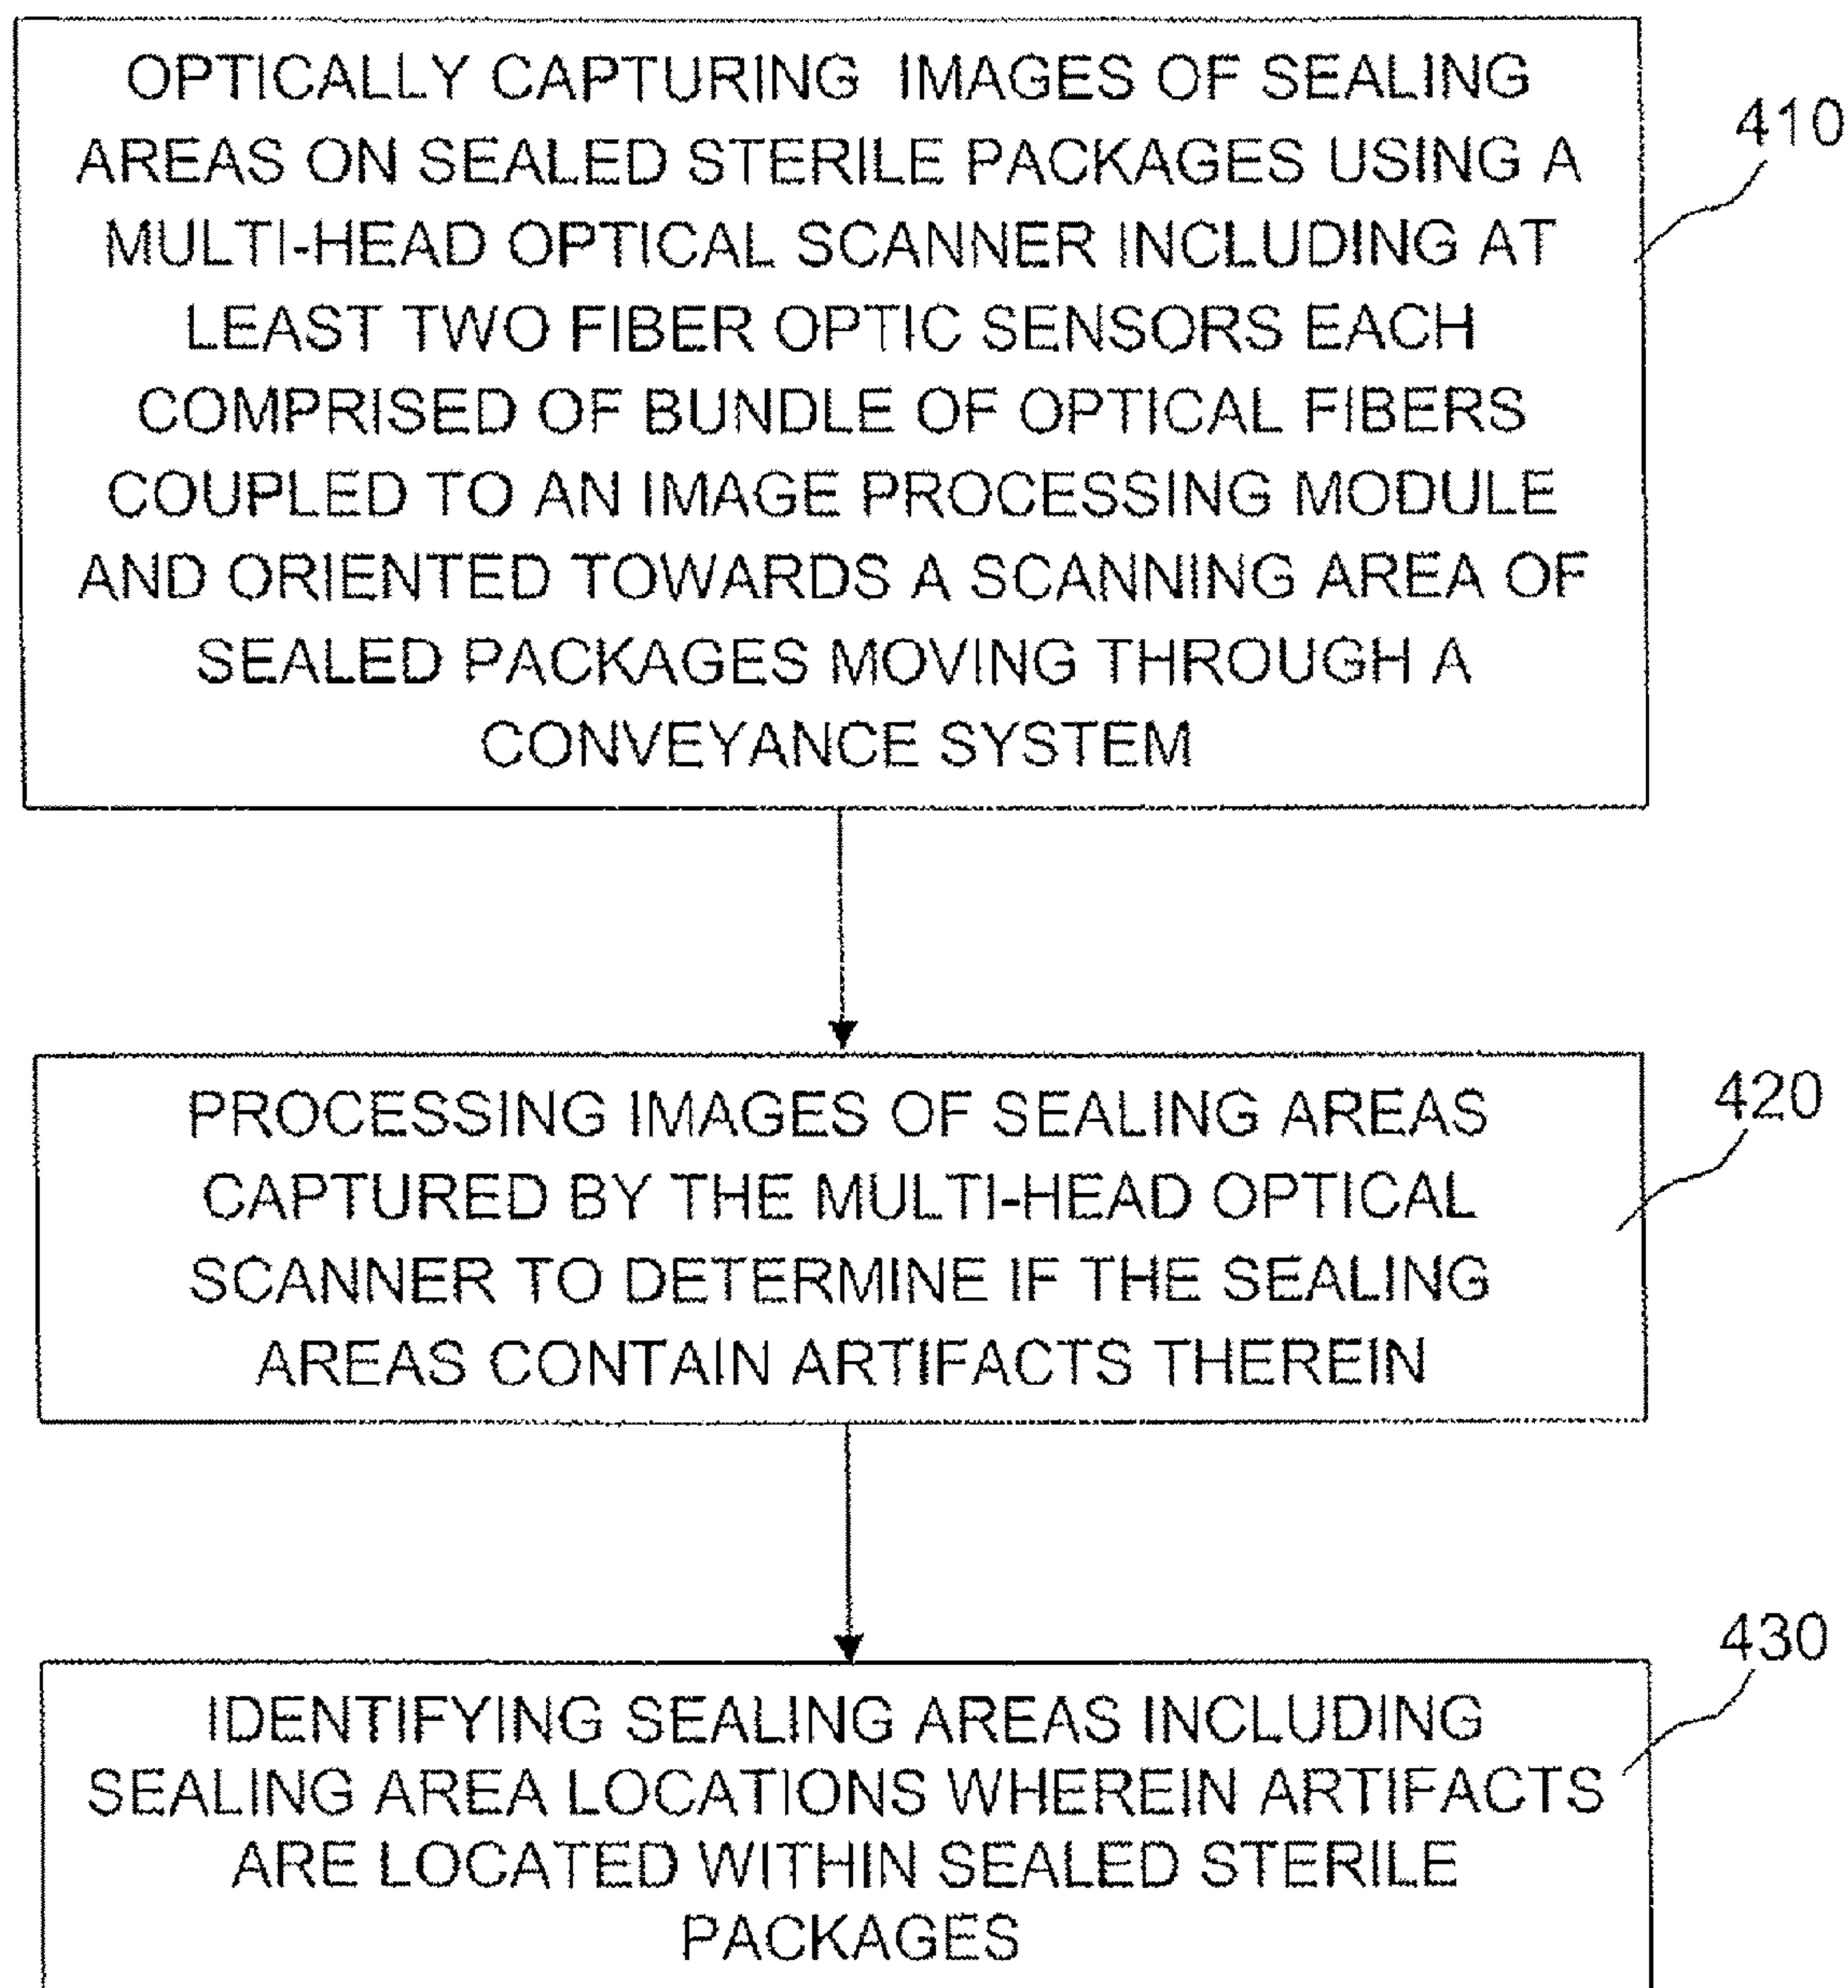 OPTICALLY CAPTURING IMAGES OF SEALING
AREAS ON SEALED STERILE PACKAGES USING A
MULTI-HEAD OPTICAL SCANNER INCLUDING AT
LEAST TWO FIBER OPTIC SENSORS EACH
COMPRISED OF BUNDLE OF OPTICAL FIBERS
COUPLED TO AN IMAGE PROCESSING MODULE
AND ORIENTED TOWARDS A SCANNING AREA OF
SEALED PACKAGES MOVING THROUGH A
CONVEYANCE SYSTEM
410
PROCESSING IMAGES OF SEALING AREAS
CAPTURED BY THE MULTI-HEAD OPTICAL
SCANNER TO DETERMINE IF THE SEALING
AREAS CONTAIN ARTIFACTS THEREIN
420
IDENTIFYING SEALING AREAS INCLUDING
SEALING AREA LOCATIONS WHEREIN ARTIFACTS
ARE LOCATED WITHIN SEALED STERILE
PACKAGES
430